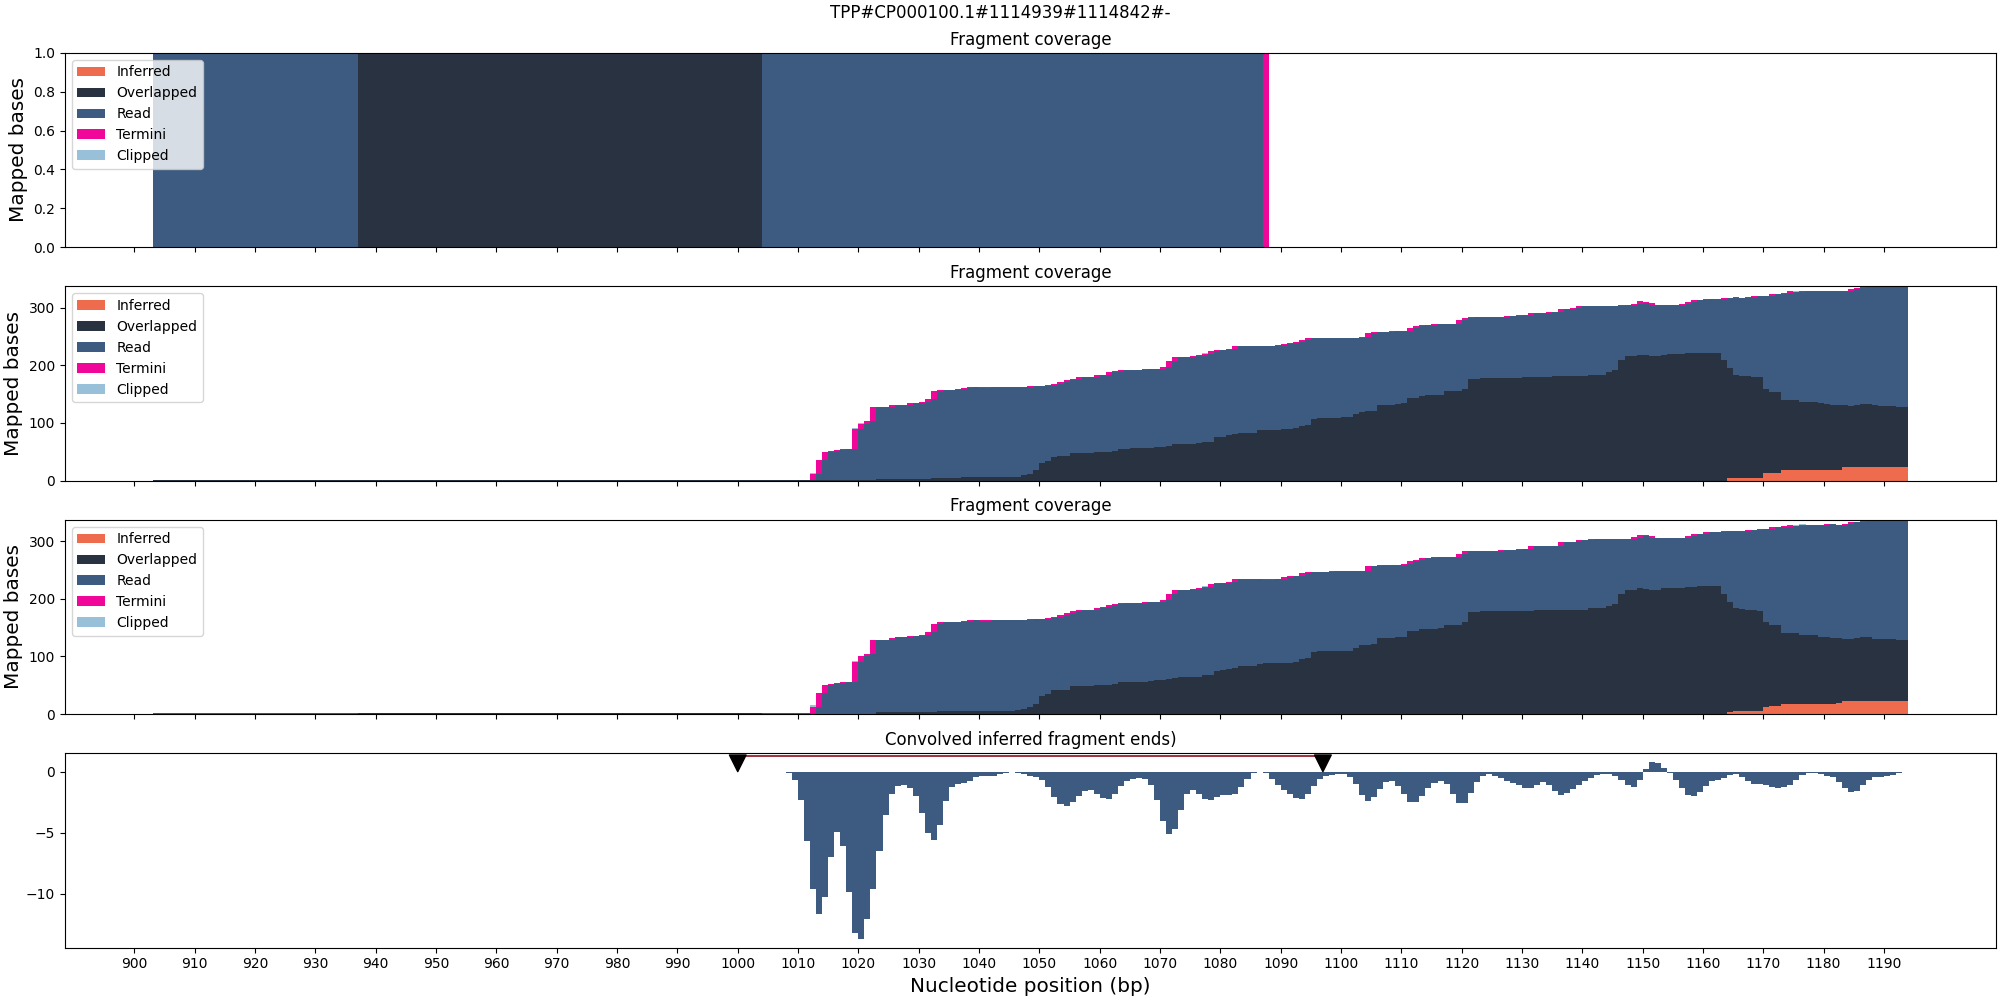 TPP#CP000100.1#1114939#1114842#-
Fragment coverage
Mapped bases
1.0
0.8
0.6
0.4
0.2
0.0
Inferred
Overlapped
Read
Termini
Clipped
Fragment coverage
Mapped bases
300
200
100
0
Inferred
Overlapped
Read
Termini
Clipped
Fragment coverage
Mapped bases
300
200
100
0
Inferred
Overlapped
Read
Termini
Clipped
Convolved inferred fragment ends)
0
−5
−10
900 910 920 930 940 950 960 970 980 990 1000 1010 1020 1030 1040 1050 1060 1070 1080 1090 1100 1110 1120 1130 1140 1150 1160 1170 1180 1190
Nucleotide position (bp)